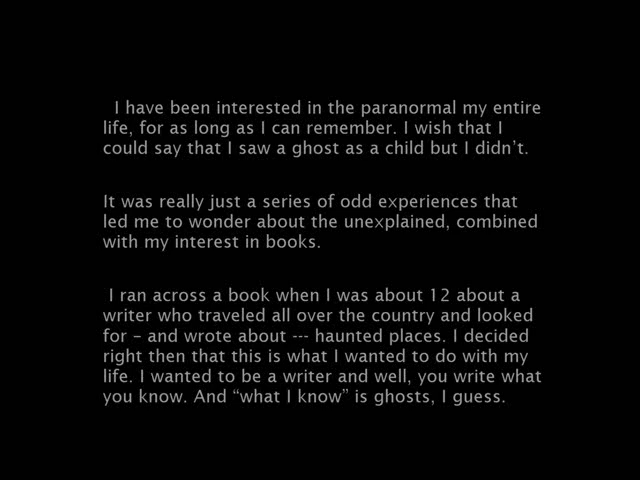 I have been interested in the paranormal my entire
life, for as long as I can remember. I wish that I
could say that I saw a ghost as a child but I didn’t.
It was really just a series of odd experiences that
led me to wonder about the unexplained, combined
with my interest in books.
I ran across a book when I was about 12 about a
writer who traveled all over the country and looked
for – and wrote about --- haunted places. I decided
right then that this is what I wanted to do with my
life. I wanted to be a writer and well, you write what
you know. And “what I know” is ghosts, I guess.